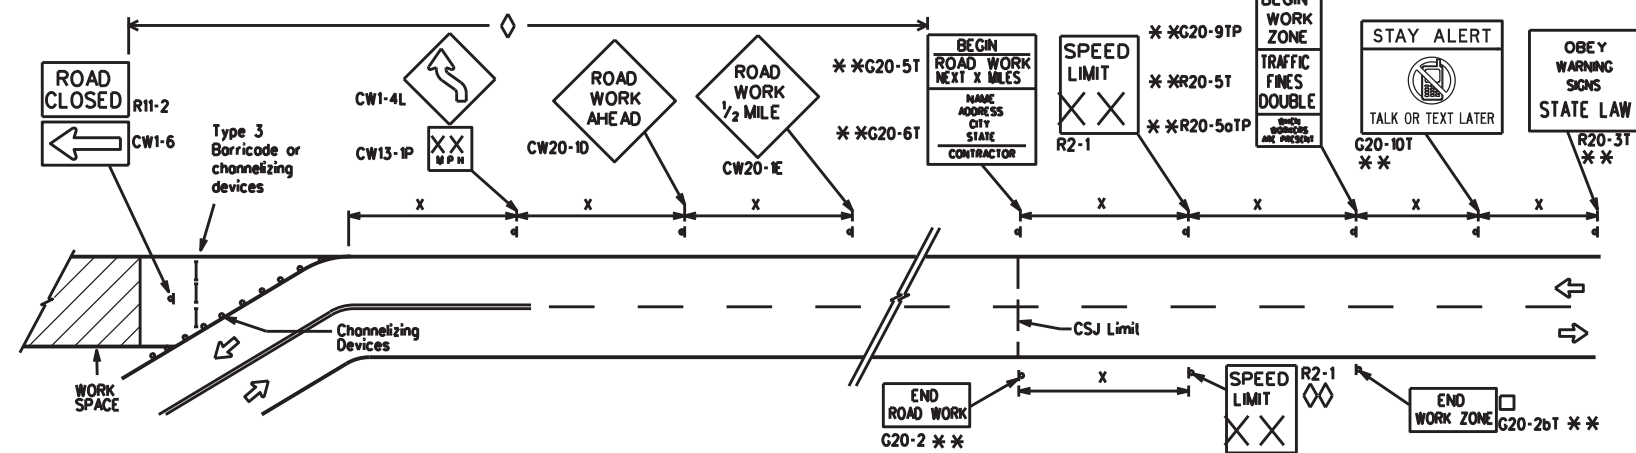 ROAD
CLOSED
R11-2
CW1-6
Type 3
Barricade or
channelizing
devices
CW1-4L
XX
MPH
CW13-1P
ROAD
WORK
AHEAD
CW20-1D
ROAD
WORK
1/2 MILE
CW20-1E
* *G20-5T
* *G20-6T
BEGIN
ROAD WORK
NEXT X MILES
NAME
ADDRESS
CITY
STATE
CONTRACTOR
SPEED
LIMIT
X X
R2-1
* *G20-9TP
* *R20-5T
* *R20-5aTP
BEGIN
WORK
ZONE
TRAFFIC
FINES
DOUBLE
WHEN
WORKERS
ARE PRESENT
STAY ALERT
TALK OR TEXT LATER
G20-10T
* *
OBEY
WARNING
SIGNS
STATE LAW
R20-3T
* *
X
X
X
X
X
X
X
Channelizing
Devices
WORK
SPACE
CSJ Limit
END
ROAD WORK
G20-2 * *
X
SPEED
LIMIT
X X
R2-1
END
WORK ZONE
G20-2bT * *